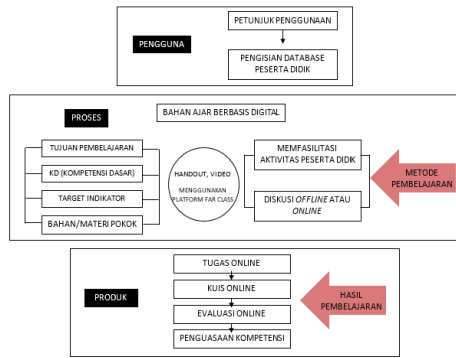 PETUNJUK PENGGUNAAN
PENGGUNA
PENGISIAN DATABASE
PESERTA DIDIK
PROSES
BAHAN AJAR BERBASIS DIGITAL
TUJUAN PEMBELAJARAN
KD (KOMPETENSI DASAR)
TARGET INDIKATOR
BAHAN/MATERI POKOK
HANDOUT, VIDEO
MENGGUNAKAN
PLATFORM FAR CLASS
MEMFASILITASI
AKTIVITAS PESERTA DIDIK
DISKUSI OFFLINE ATAU
ONLINE
METODE
PEMBELAJARAN
PRODUK
TUGAS ONLINE
KUIS ONLINE
EVALUASI ONLINE
PENGUASAAN KOMPETENSI
HASIL
PEMBELAJARAN